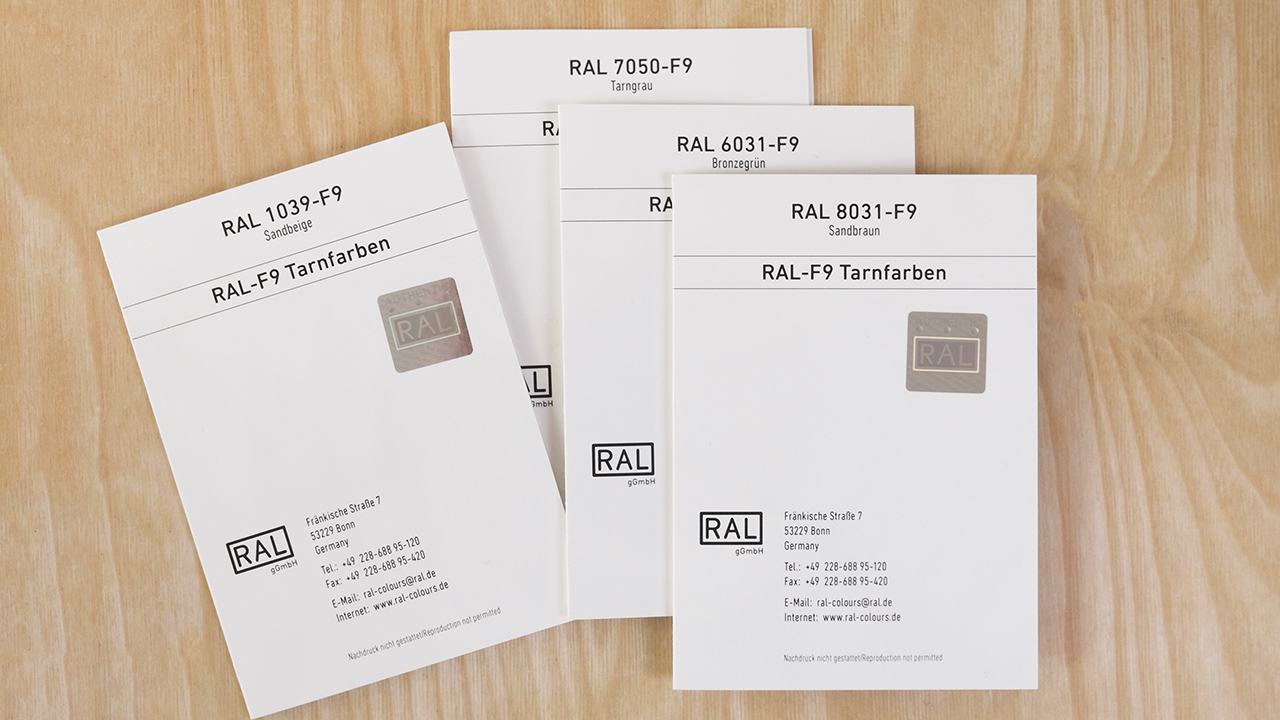 RAL 7050-F9
Tarngrau
RAL 6031-F9
Bronzegrün
RAL
gGmbH
RAL 1039-F9
Sandbeige
RAL-F9 Tarnfarben
RAL
RAL
gGmbH
Fränkische Straße 7
53229 Bonn
Germany
Tel.: +49 228-688 95-120
Fax: +49 228-688 95-420
E-Mail: ral-colours@ral.de
Internet: www.ral-colours.de
Nachdruck nicht gestattet/Reproduction not permitted
RAL 8031-F9
Sandbraun
RAL-F9 Tarnfarben
RAL
RAL
gGmbH
Fränkische Straße 7
53229 Bonn
Germany
Tel.: +49 228-688 95-120
Fax: +49 228-688 95-420
E-Mail: ral-colours@ral.de
Internet: www.ral-colours.de
Nachdruck nicht gestattet/Reproduction not permitted